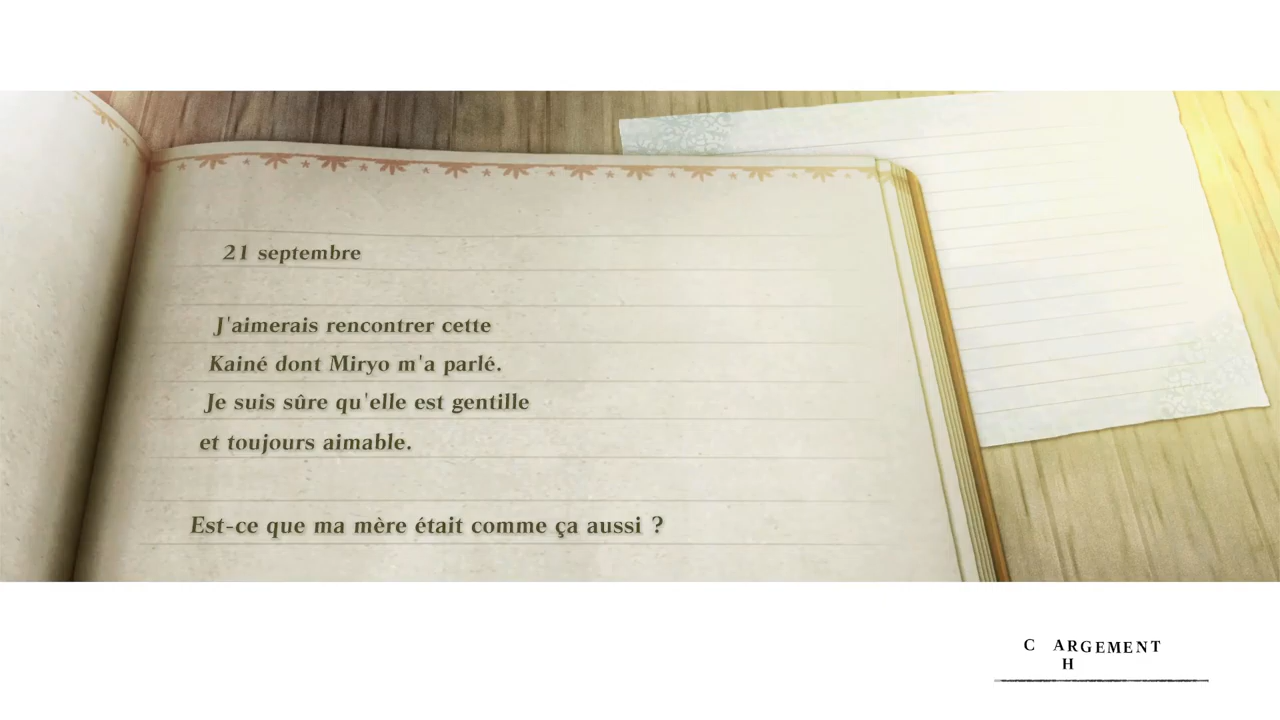 21 septembre
J'aimerais rencontrer cette
Kainé dont Miryo m'a parlé.
Je suis sûre qu'elle est gentille
et toujours aimable.
Est-ce que ma mère était comme ça aussi ?
CHARGEMENT